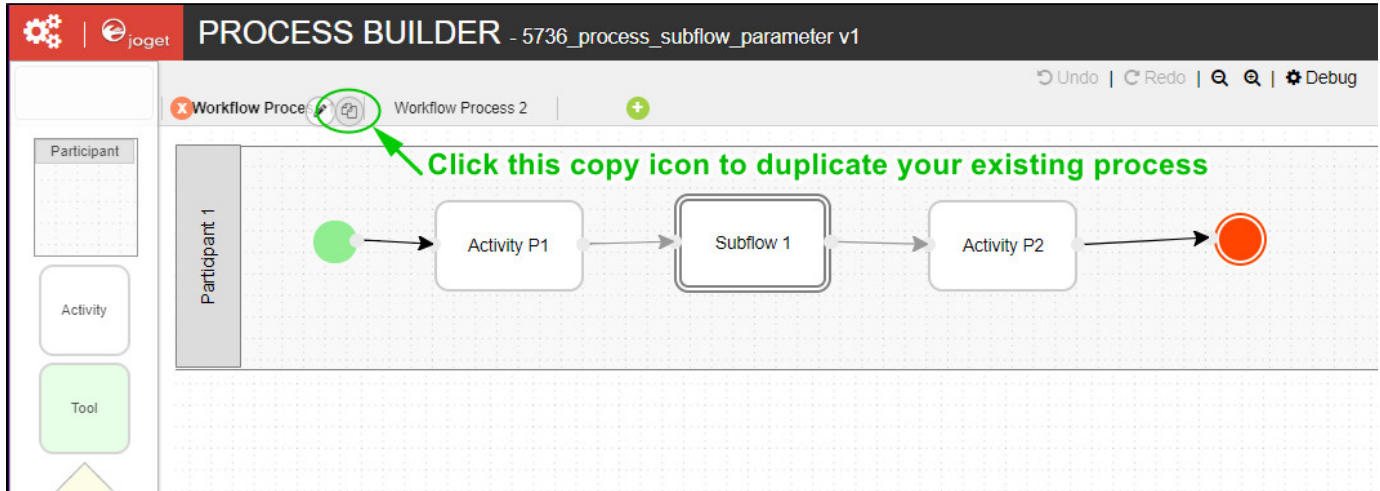 joget
PROCESS BUILDER - 5736_process_subflow_parameter v1
Undo | Redo | | Debug
x Workflow Proces
Workflow Process 2
Click this copy icon to duplicate your existing process
Participant
Participant 1
Activity P1
Subflow 1
Activity P2
Activity
Tool